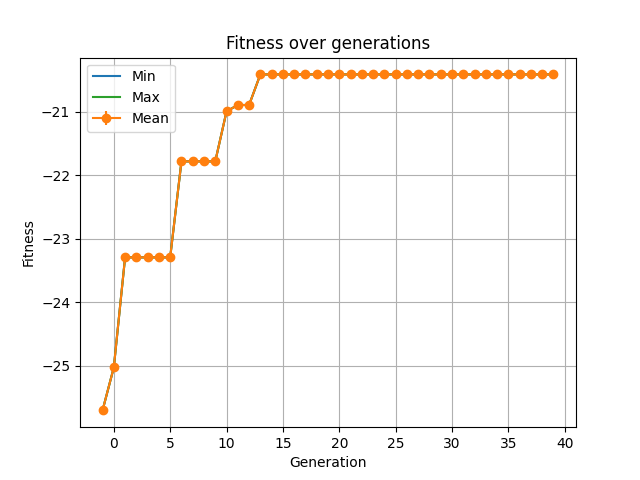 Fitness over generations
Min
Max
Mean
−21
−22
−23
−24
−25
Fitness
0 5 10 15 20 25 30 35 40
Generation